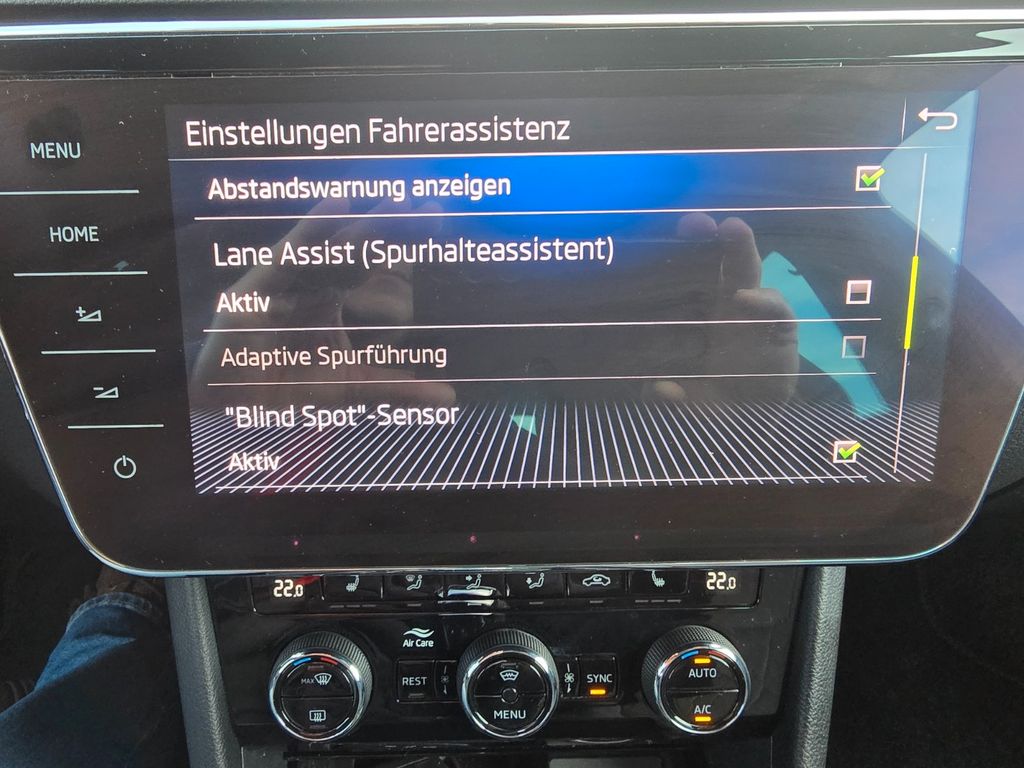 Einstellungen Fahrerassistenz
MENU
Abstandswarnung anzeigen
HOME
Lane Assist (Spurhalteassistent)
Aktiv
Adaptive Spurführung
"Blind Spot"-Sensor
Aktiv
22.0
22.0
Air Care
MAX
REST
SYNC
AUTO
MENU
A/C